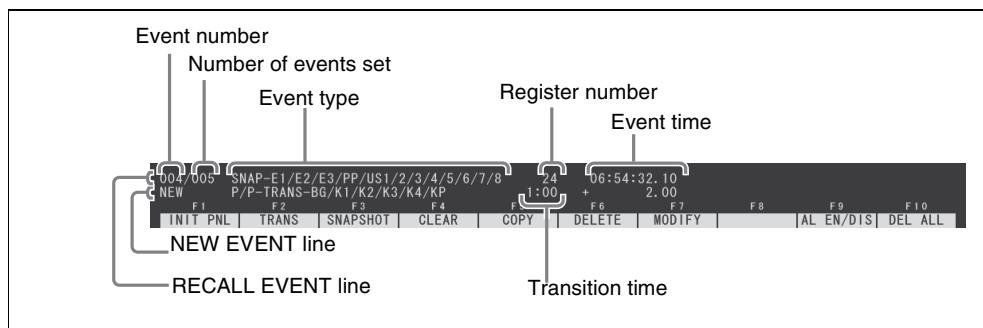 Event number
Number of events set
Event type
Register number
Event time
004/005 SNAP-E1/E2/E3/PP/US1/2/3/4/5/6/7/8 24 06:54:32.10
NEW P/P-TRANS-BG/K1/K2/K3/K4/KP 1:00 + 2.00
F1 F2 F3 F4 F5 F6 F7 F8 F9 F10
INIT PNL TRANS SNAPSHOT CLEAR COPY DELETE MODIFY AL EN/DIS DEL ALL
NEW EVENT line
RECALL EVENT line
Transition time